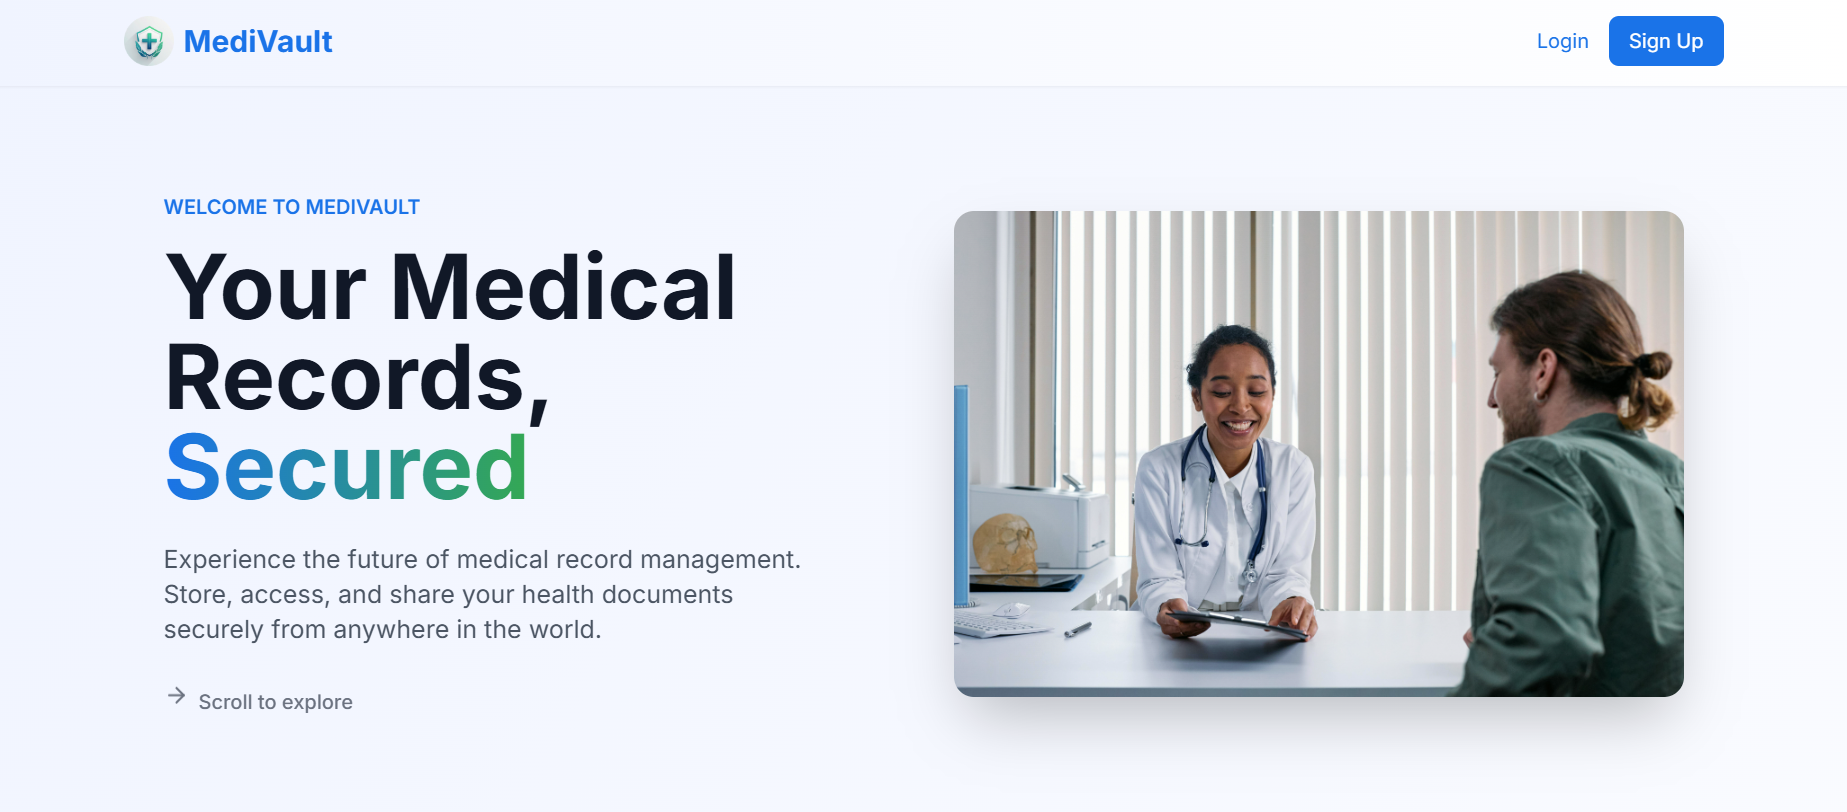 MediVault
Login
Sign Up
WELCOME TO MEDIVAULT
Your Medical
Records,
Secured
Experience the future of medical record management.
Store, access, and share your health documents
securely from anywhere in the world.
Scroll to explore